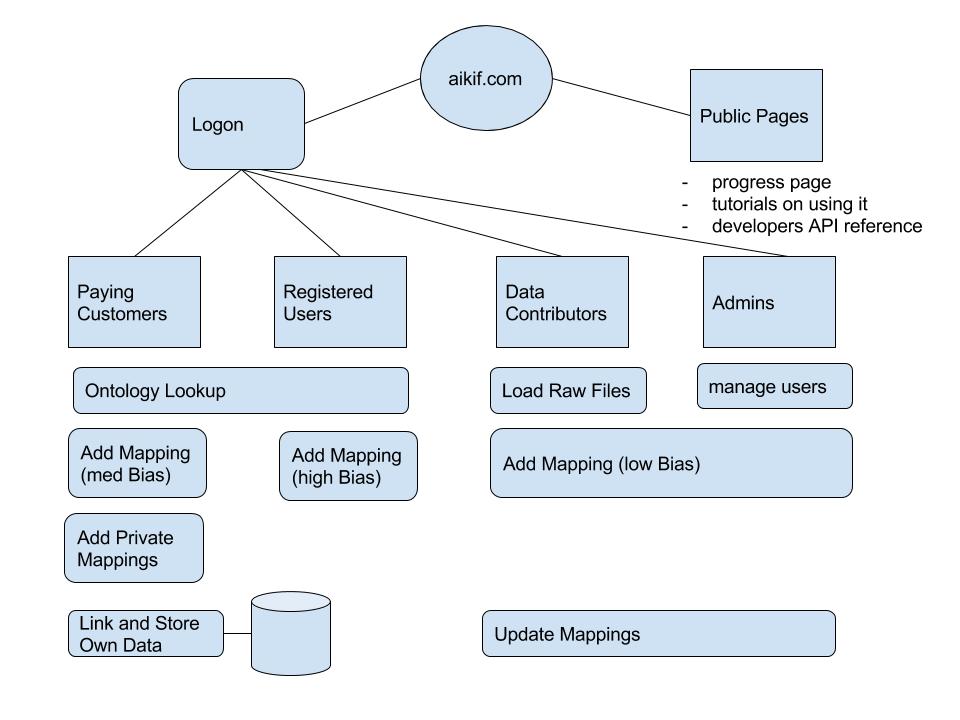 aikif.com
Logon
Public Pages
- progress page
- tutorials on using it
- developers API reference
Paying
Customers
Registered
Users
Data
Contributors
Admins
Ontology Lookup
Load Raw Files
manage users
Add Mapping
(med Bias)
Add Mapping
(high Bias)
Add Mapping (low Bias)
Add Private
Mappings
Link and Store
Own Data
Update Mappings